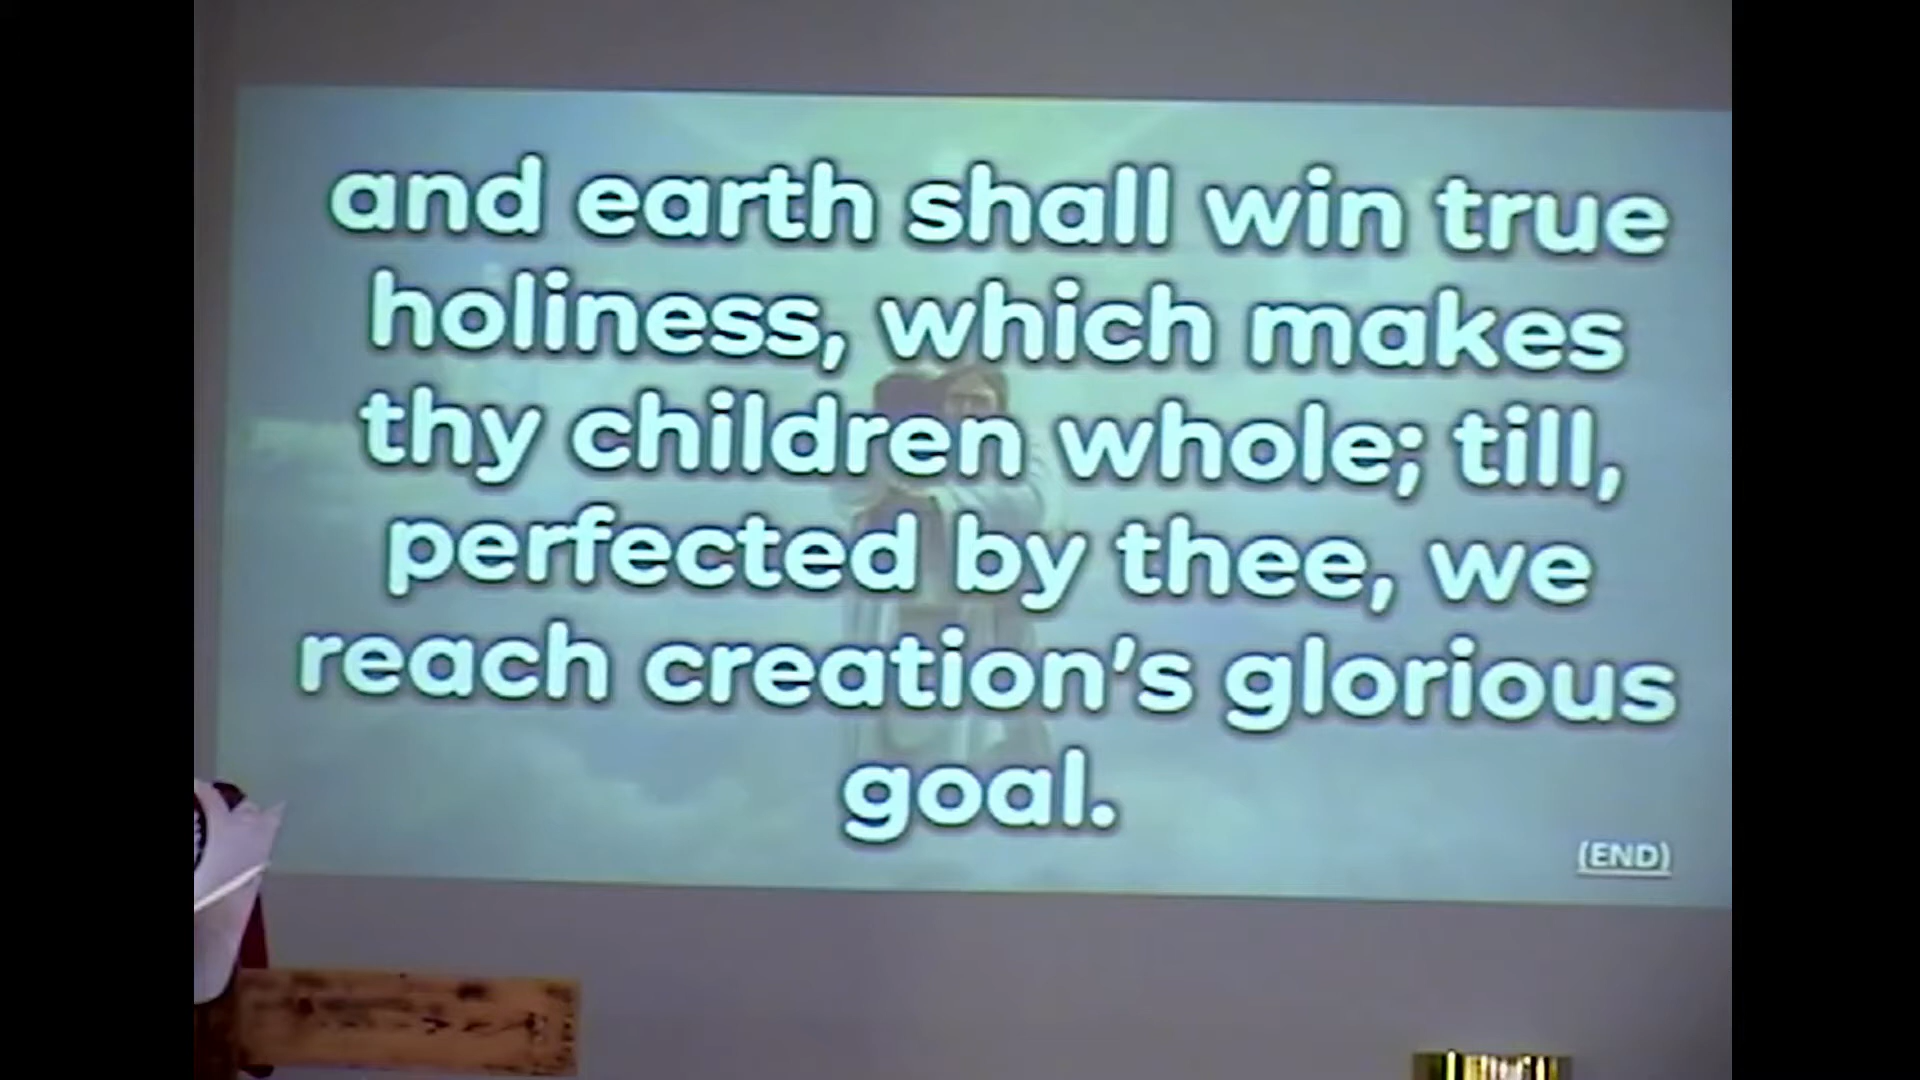 and earth shall win true
holiness, which makes
thy children whole; till,
perfected by thee, we
reach creation's glorious
goal.
(END)